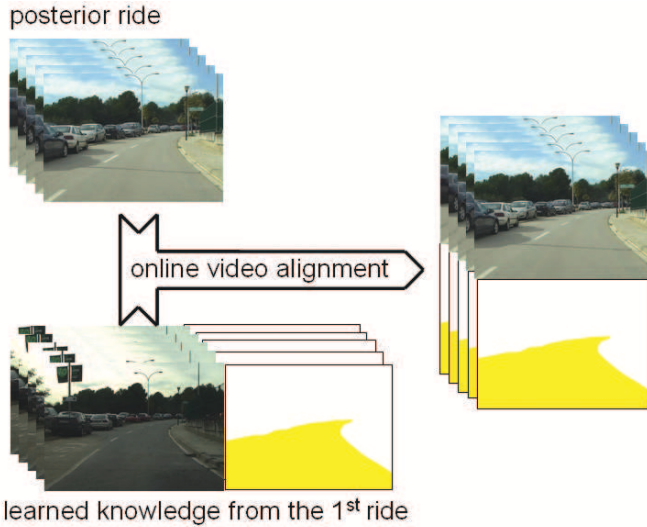 posterior ride
online video alignment
learned knowledge from the 1st ride